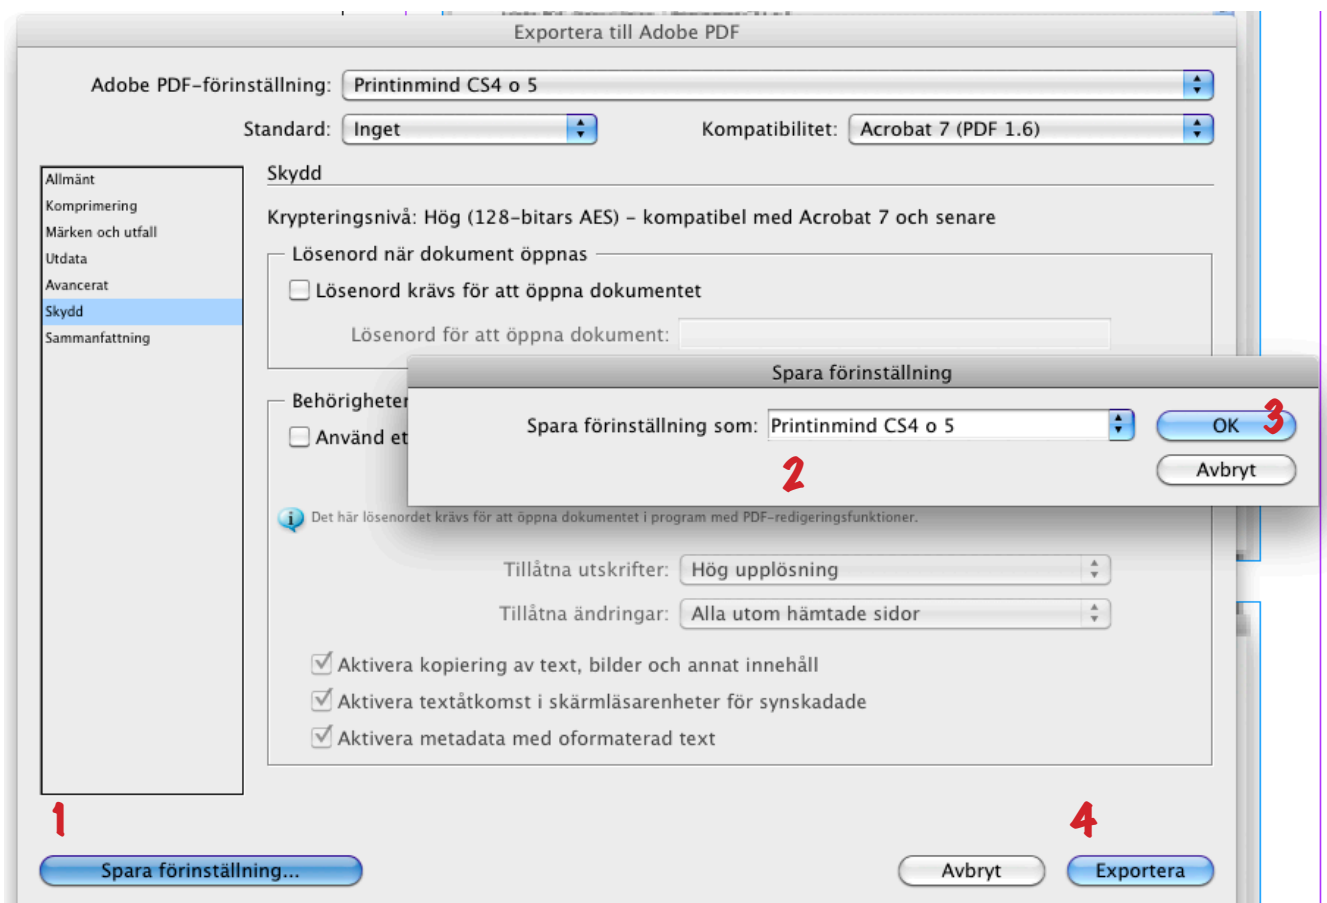 Exportera till Adobe PDF
Adobe PDF-förinställning: Printinmind CS4 o 5
Standard: Inget Kompatibilitet: Acrobat 7 (PDF 1.6)
Allmänt
Komprimering
Märken och utfall
Utdata
Avancerat
Skydd
Sammanfattning
Skydd
Krypteringsnivå: Hög (128-bitars AES) - kompatibel med Acrobat 7 och senare
Lösenord när dokument öppnas
Lösenord krävs för att öppna dokumentet
Lösenord för att öppna dokument:
Spara förinställning
Spara förinställning som: Printinmind CS4 o 5 OK 3
2 Avbryt
Behörigheter
Använd et
i Det här lösenordet krävs för att öppna dokumentet i program med PDF-redigeringsfunktioner.
Tillåtna utskrifter: Hög upplösning
Tillåtna ändringar: Alla utom hämtade sidor
Aktivera kopiering av text, bilder och annat innehåll
Aktivera textåtkomst i skärmläsarenheter för synskadade
Aktivera metadata med oformaterad text
1 4
Spara förinställning... Avbryt Exportera